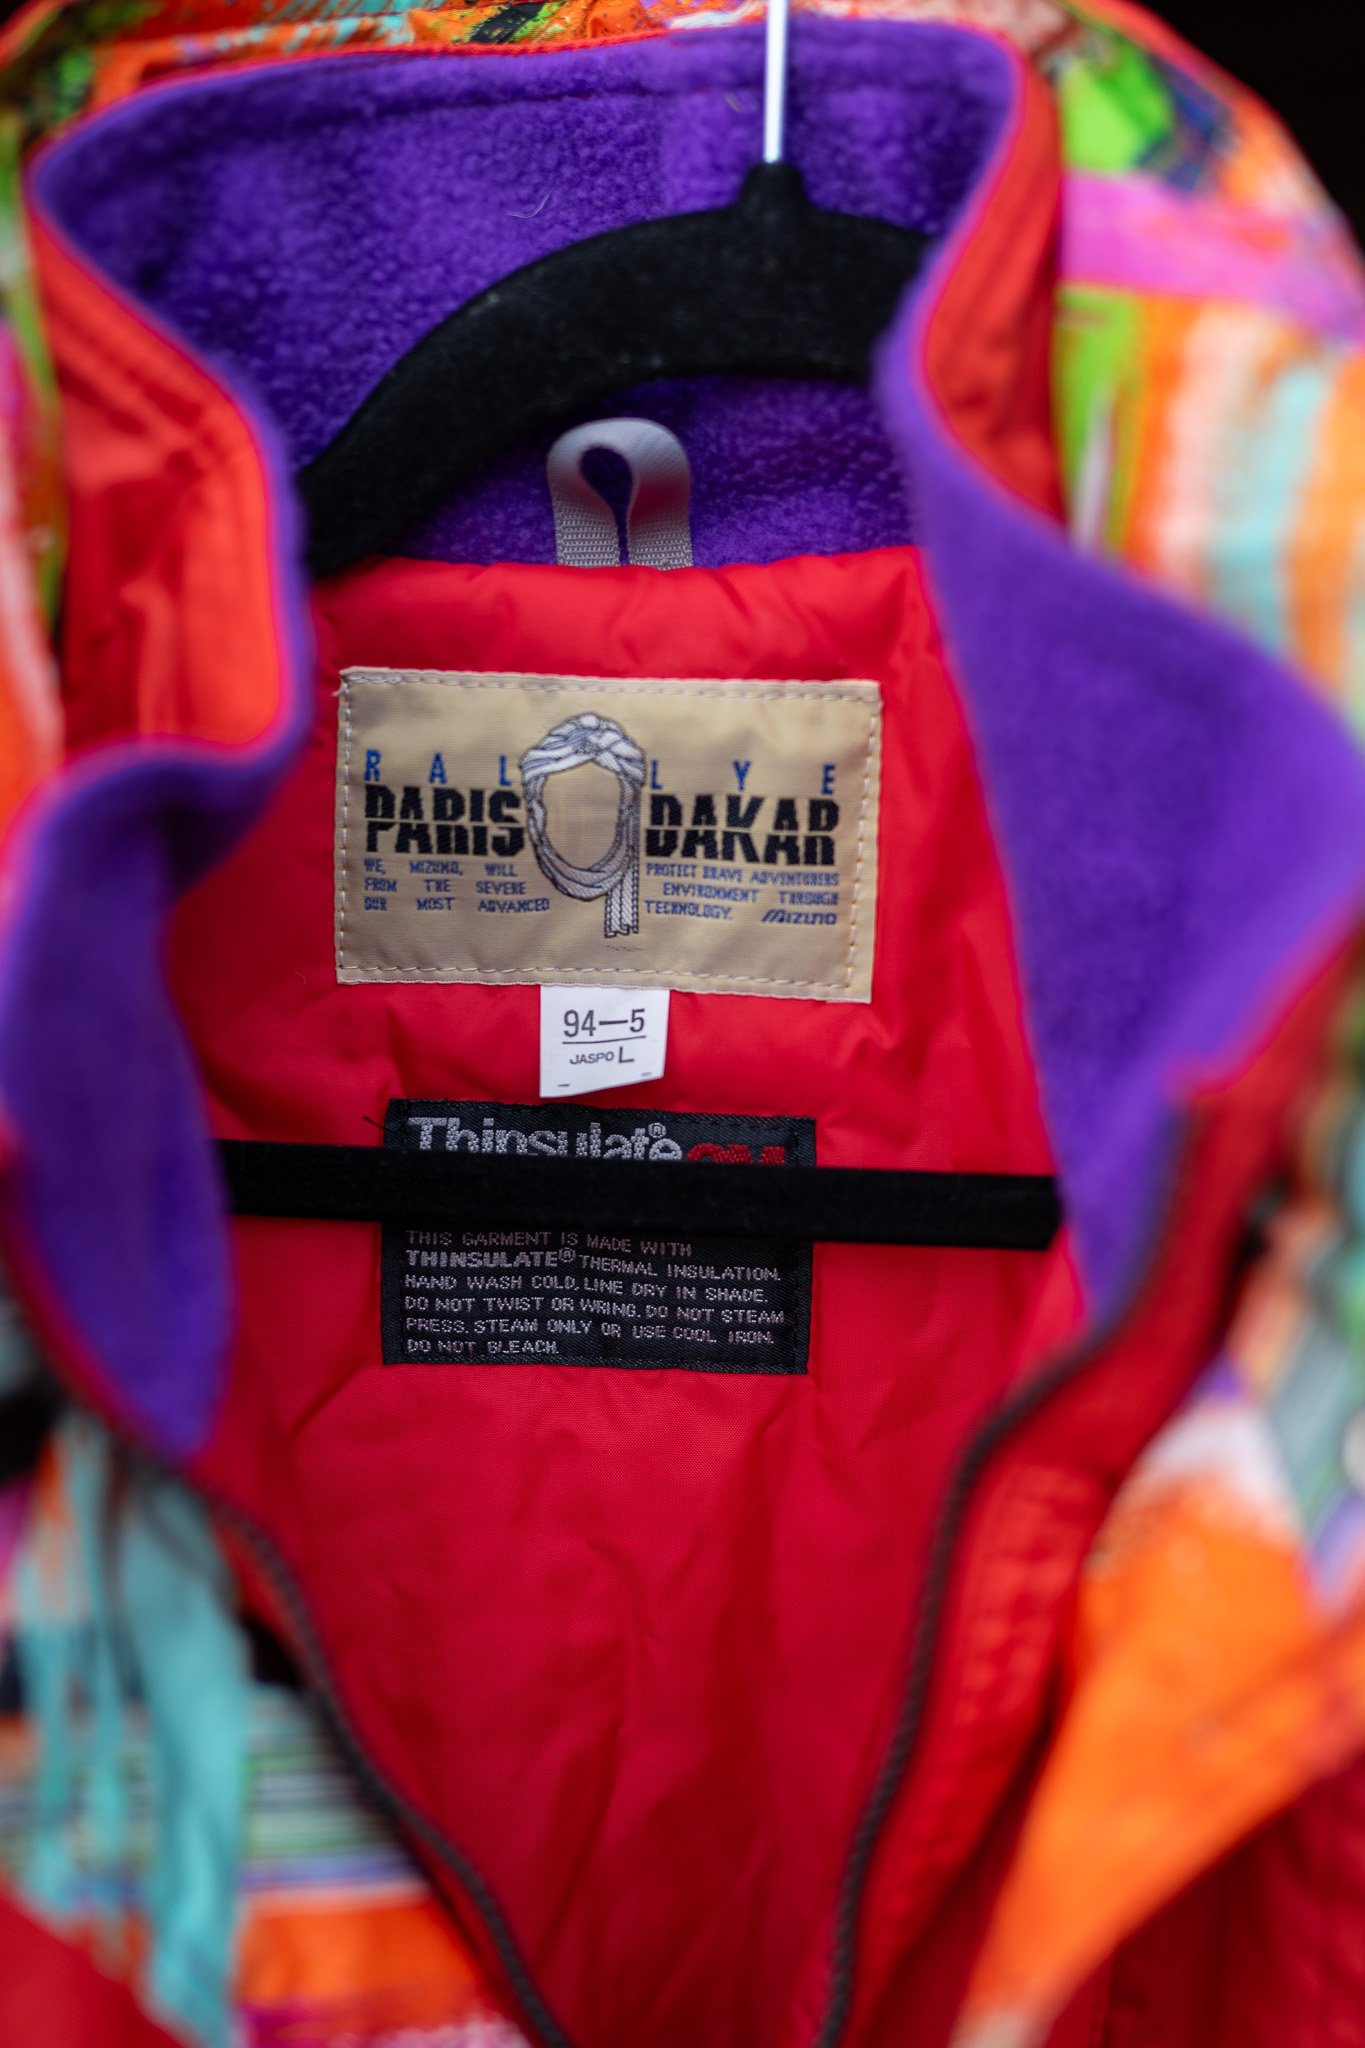 RALLYE
PARIS DAKAR
WE, MIZUNO, WILL PROTECT BRAVE ADVENTURERS
FROM THE SEVERE ENVIRONMENT THROUGH
OUR MOST ADVANCED TECHNOLOGY. MIZUNO
94—5
JASPO L
Thinsulate®
THIS GARMENT IS MADE WITH
THINSULATE® THERMAL INSULATION.
HAND WASH COLD. LINE DRY IN SHADE.
DO NOT TWIST OR WRING. DO NOT STEAM
PRESS. STEAM ONLY OR USE COOL IRON.
DO NOT BLEACH.